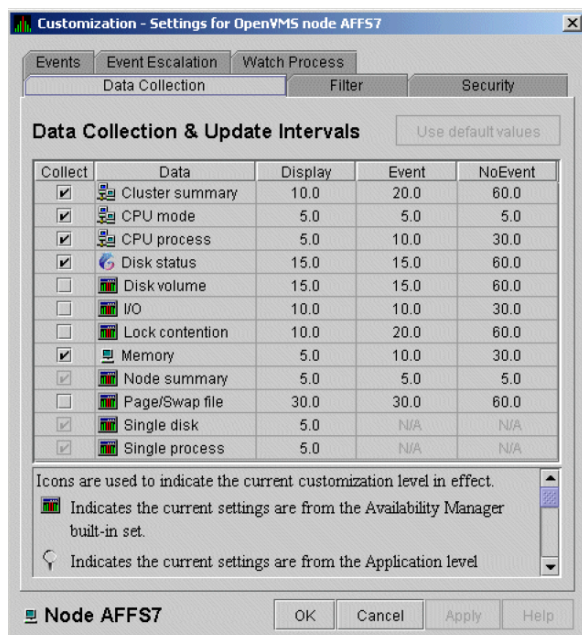 Customization - Settings for OpenVMS node AFFS7
Events Event Escalation Watch Process
Data Collection Filter Security
Data Collection & Update Intervals Use default values
Collect Data Display Event NoEvent
Cluster summary 10.0 20.0 60.0
CPU mode 5.0 5.0 5.0
CPU process 5.0 10.0 30.0
Disk status 15.0 15.0 60.0
Disk volume 15.0 15.0 60.0
I/O 10.0 10.0 30.0
Lock contention 10.0 20.0 60.0
Memory 5.0 10.0 30.0
Node summary 5.0 5.0 5.0
Page/Swap file 30.0 30.0 60.0
Single disk 5.0 N/A N/A
Single process 5.0 N/A N/A
Icons are used to indicate the current customization level in effect.
Indicates the current settings are from the Availability Manager
built-in set.
Indicates the current settings are from the Application level
Node AFFS7 OK Cancel Apply Help